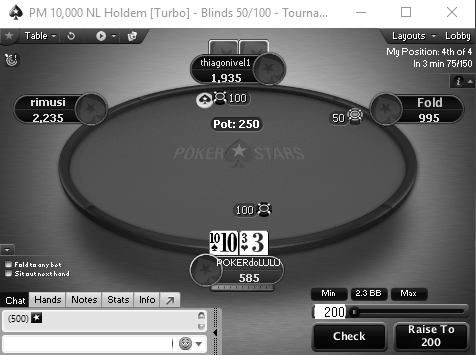 PM 10,000 NL Holdem [Turbo] - Blinds 50/100 - Tourna...
Table
Layouts
Lobby
My Position: 4th of 4
In 3 min 75/150
thiagonivel1
1,935
rimusi
2,235
100
Fold
995
50
Pot: 250
POKER STARS
100
10 10 3 3
POKERdoLULU
585
Fold to any bet
Sit out next hand
Chat Hands Notes Stats Info
(500)
Min 2.3 BB Max
200
Check
Raise To
200